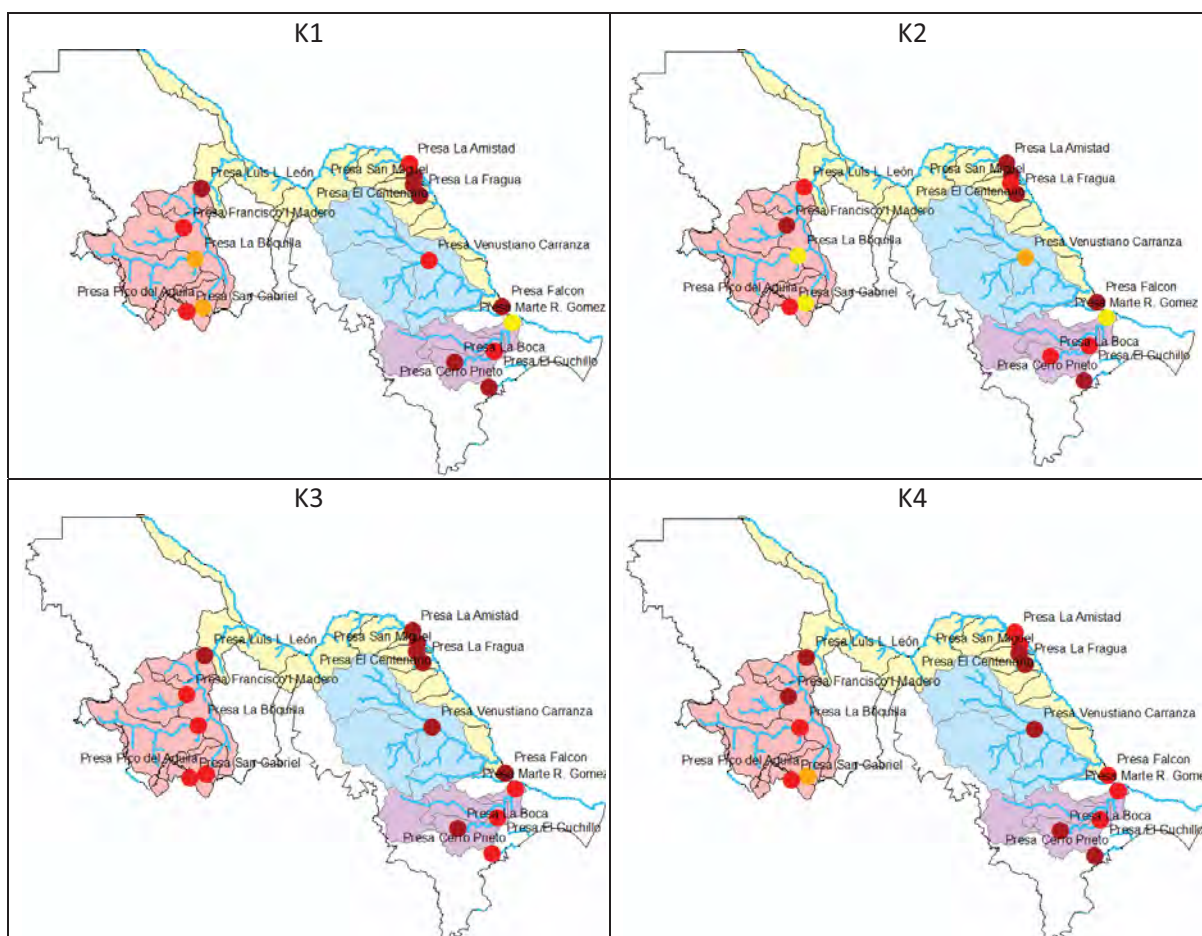 K1
Presa La Amistad
Presa Luis L. León
Presa San Miguel
Presa La Fragua
Presa El Centenario
Presa Francisco I Madero
Presa La Boquilla
Presa Venustiano Carranza
Presa Pico del Aguila
Presa San Gabriel
Presa Falcon
Presa Marte R. Gomez
Presa La Boca
Presa El Cuchillo
Presa Cerro Prieto
K2
Presa La Amistad
Presa Luis L. León
Presa San Miguel
Presa La Fragua
Presa El Centenario
Presa Francisco I Madero
Presa La Boquilla
Presa Venustiano Carranza
Presa Pico del Aguila
Presa San Gabriel
Presa Falcon
Presa Marte R. Gomez
Presa La Boca
Presa El Cuchillo
Presa Cerro Prieto
K3
Presa La Amistad
Presa Luis L. León
Presa San Miguel
Presa La Fragua
Presa El Centenario
Presa Francisco I Madero
Presa La Boquilla
Presa Venustiano Carranza
Presa Pico del Aguila
Presa San Gabriel
Presa Falcon
Presa Marte R. Gomez
Presa La Boca
Presa El Cuchillo
Presa Cerro Prieto
K4
Presa La Amistad
Presa Luis L. León
Presa San Miguel
Presa La Fragua
Presa El Centenario
Presa Francisco I Madero
Presa La Boquilla
Presa Venustiano Carranza
Presa Pico del Aguila
Presa San Gabriel
Presa Falcon
Presa Marte R. Gome
Presa La Boca
Presa El Cuchillo
Presa Cerro Prieto